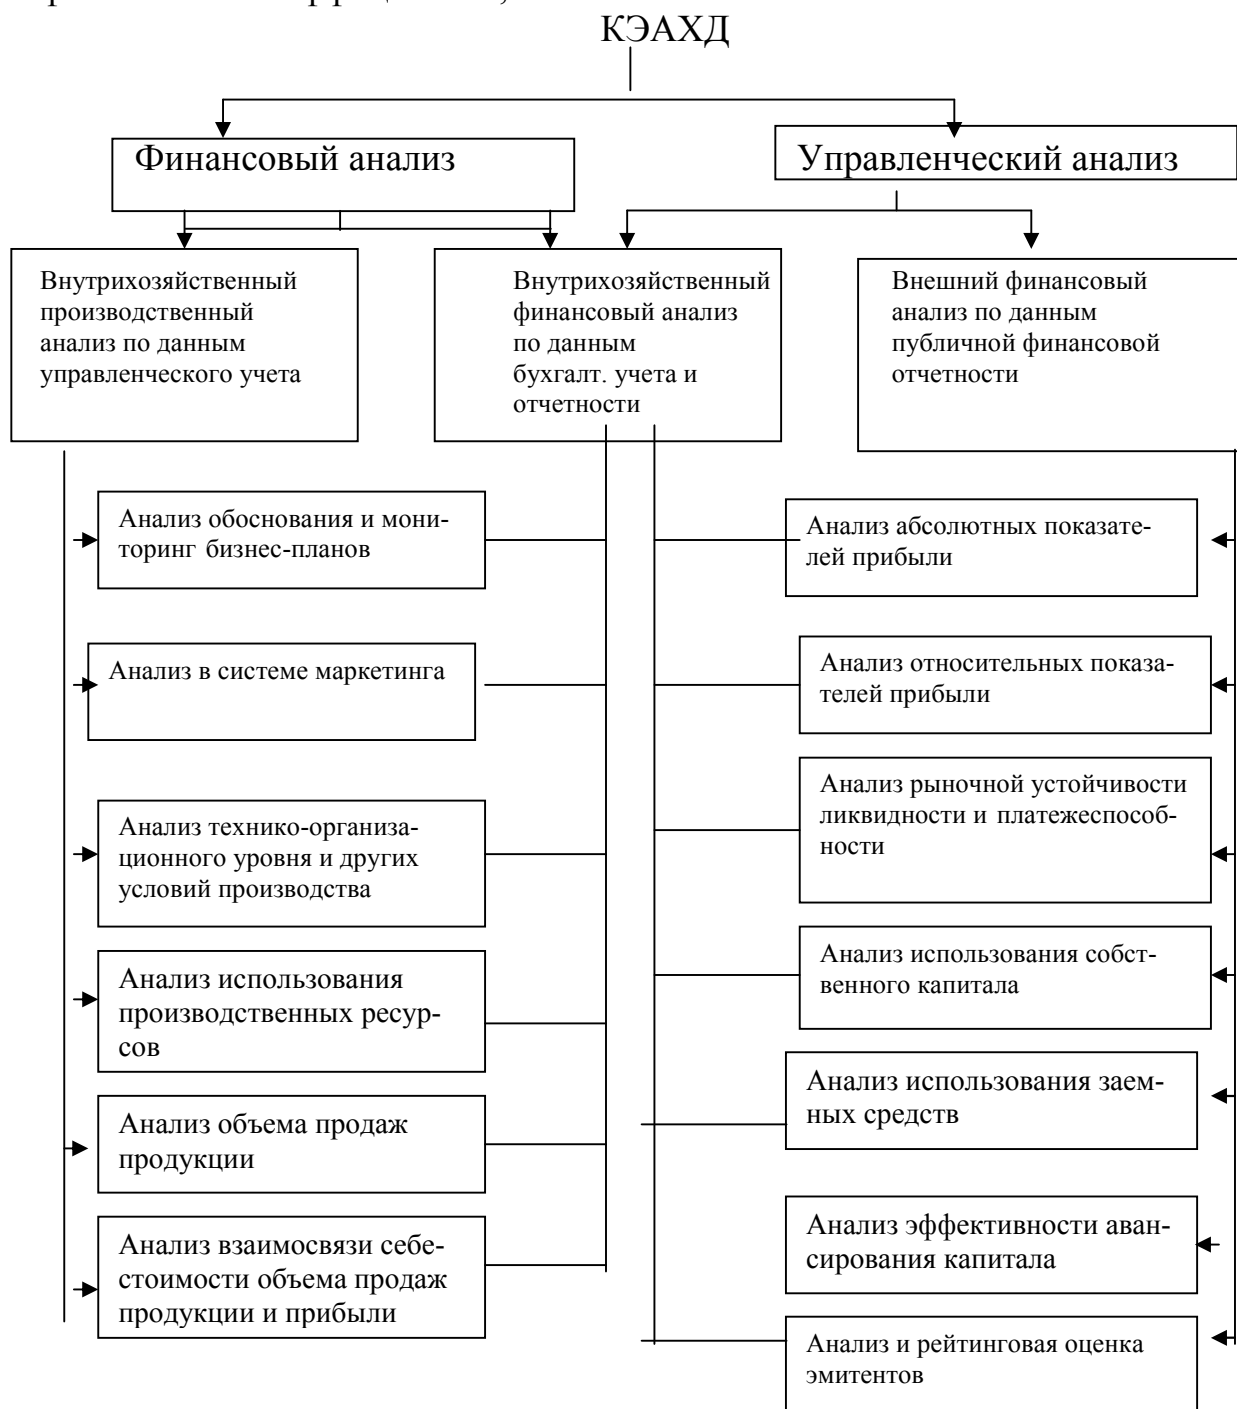 КЭАХД
Финансовый анализ
Управленческий анализ
Внутрихозяйственный
производственный
анализ по данным
управленческого учета
Внутрихозяйственный
финансовый анализ
по данным
бухгалт. учета и
отчетности
Внешний финансовый
анализ по данным
публичной финансовой
отчетности
Анализ обоснования и мони-
торинг бизнес-планов
Анализ в системе маркетинга
Анализ технико-организа-
ционного уровня и других
условий производства
Анализ использования
производственных ресур-
сов
Анализ объема продаж
продукции
Анализ взаимосвязи себе-
стоимости объема продаж
продукции и прибыли
Анализ абсолютных показате-
лей прибыли
Анализ относительных показа-
телей прибыли
Анализ рыночной устойчивости
ликвидности и платежеспособ-
ности
Анализ использования собст-
венного капитала
Анализ использования заем-
ных средств
Анализ эффективности аван-
сирования капитала
Анализ и рейтинговая оценка
эмитентов